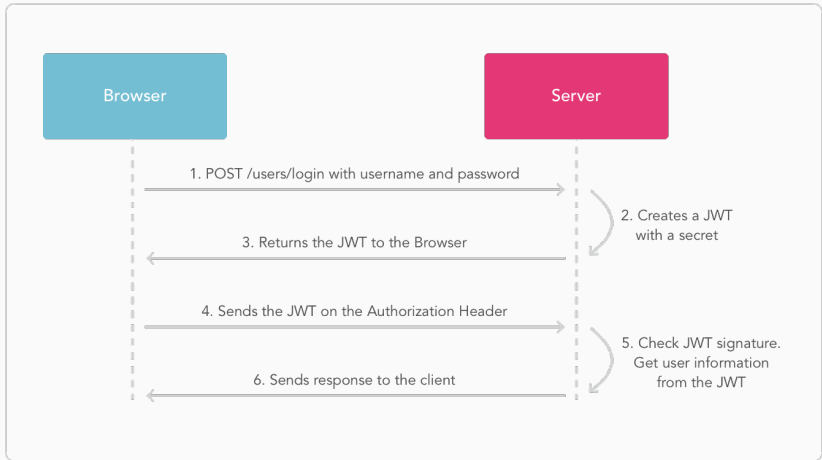 Browser
Server
1. POST /users/login with username and password
2. Creates a JWT
with a secret
3. Returns the JWT to the Browser
4. Sends the JWT on the Authorization Header
5. Check JWT signature.
Get user information
from the JWT
6. Sends response to the client